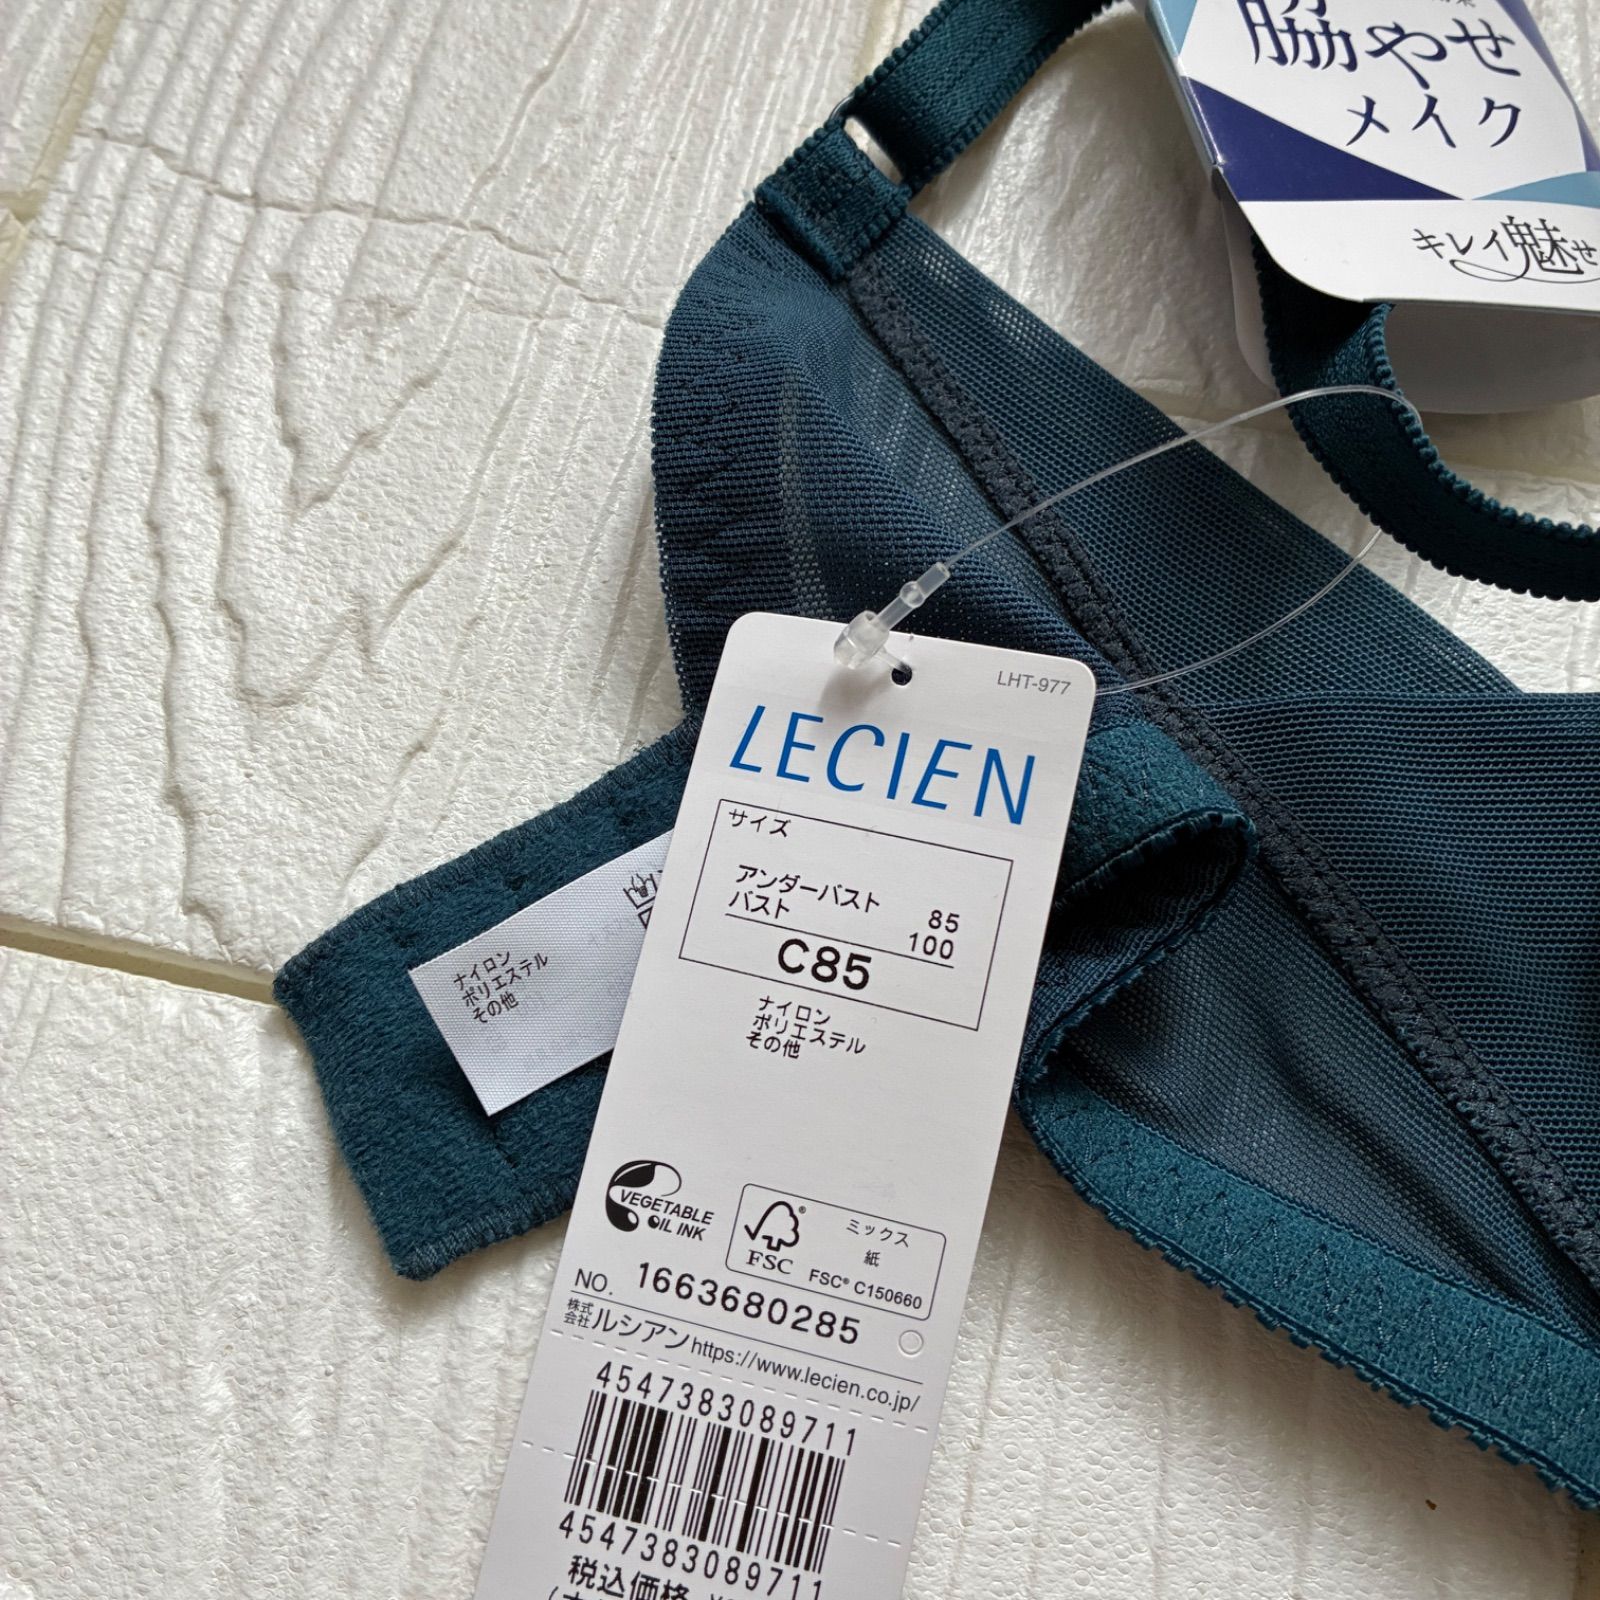 脇やせ
メイク
キレイ魅せ
LHT-977
LECIEN
サイズ
アンダーバスト 85
バスト 100
C85
ナイロン
ポリエステル
その他
ナイロン
ポリエステル
その他
VEGETABLE
OIL INK
FSC
ミックス
紙
FSC® C150660
NO. 1663680285
株式会社ルシアン https://www.lecien.co.jp/
4547383089711
4547383089711
税込価格